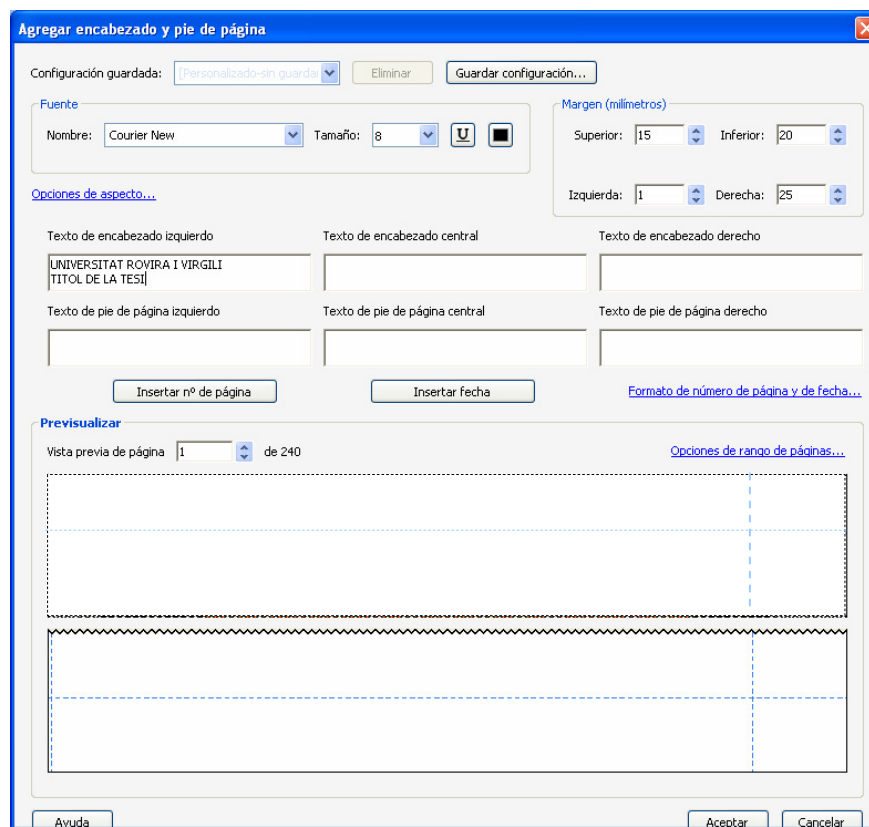 Agregar encabezado y pie de página
Configuración guardada: [Personalizado-sin guardar Eliminar Guardar configuración...
Fuente
Nombre: Courier New Tamaño: 8 U
Margen (milímetros)
Superior: 15 Inferior: 20
Izquierda: 1 Derecha: 25
Opciones de aspecto...
Texto de encabezado izquierdo Texto de encabezado central Texto de encabezado derecho
UNIVERSITAT ROVIRA I VIRGILI
TITOL DE LA TESI
Texto de pie de página izquierdo Texto de pie de página central Texto de pie de página derecho
Insertar nº de página Insertar fecha Formato de número de página y de fecha...
Previsualizar
Vista previa de página 1 de 240 Opciones de rango de páginas...
Ayuda Aceptar Cancelar